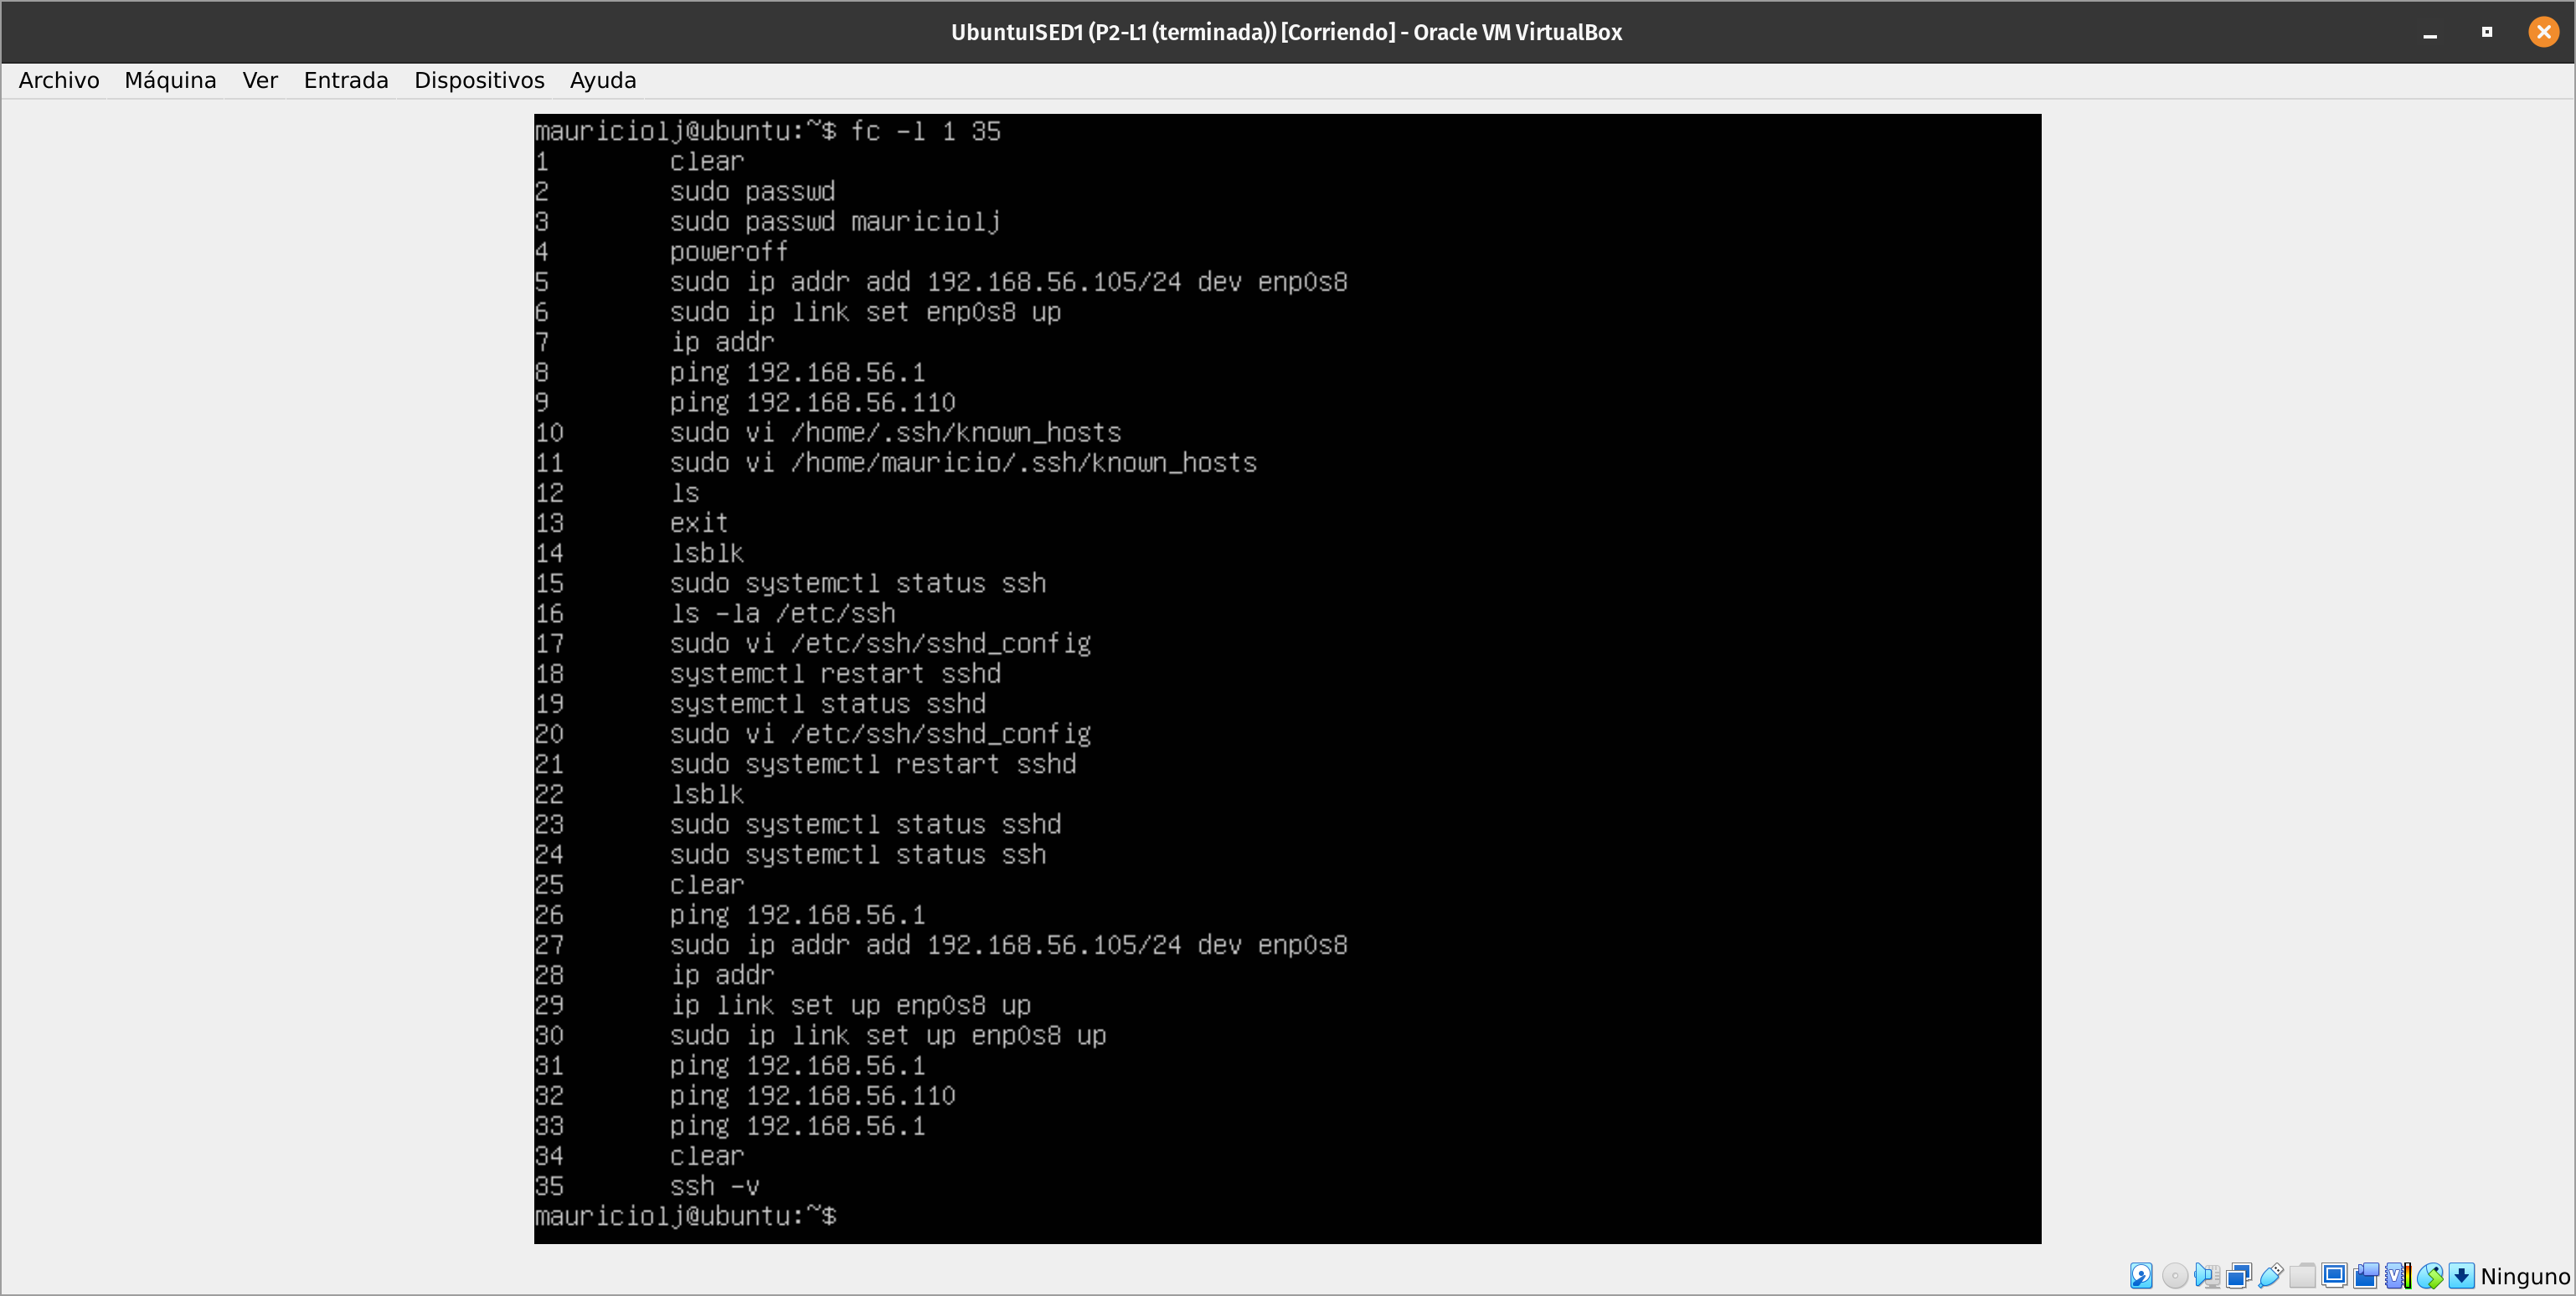 UbuntuISED1 (P2-L1 (terminada)) [Corriendo] - Oracle VM VirtualBox
Archivo Máquina Ver Entrada Dispositivos Ayuda
mauriciolj@ubuntu:~$ fc -l 1 35
1 clear
2 sudo passwd
3 sudo passwd mauriciolj
4 poweroff
5 sudo ip addr add 192.168.56.105/24 dev enp0s8
6 sudo ip link set enp0s8 up
7 ip addr
8 ping 192.168.56.1
9 ping 192.168.56.110
10 sudo vi /home/.ssh/known_hosts
11 sudo vi /home/mauricio/.ssh/known_hosts
12 ls
13 exit
14 lsblk
15 sudo systemctl status ssh
16 ls -la /etc/ssh
17 sudo vi /etc/ssh/sshd_config
18 systemctl restart sshd
19 systemctl status sshd
20 sudo vi /etc/ssh/sshd_config
21 sudo systemctl restart sshd
22 lsblk
23 sudo systemctl status sshd
24 sudo systemctl status ssh
25 clear
26 ping 192.168.56.1
27 sudo ip addr add 192.168.56.105/24 dev enp0s8
28 ip addr
29 ip link set up enp0s8 up
30 sudo ip link set up enp0s8 up
31 ping 192.168.56.1
32 ping 192.168.56.110
33 ping 192.168.56.1
34 clear
35 ssh -v
mauriciolj@ubuntu:~$
Ninguno